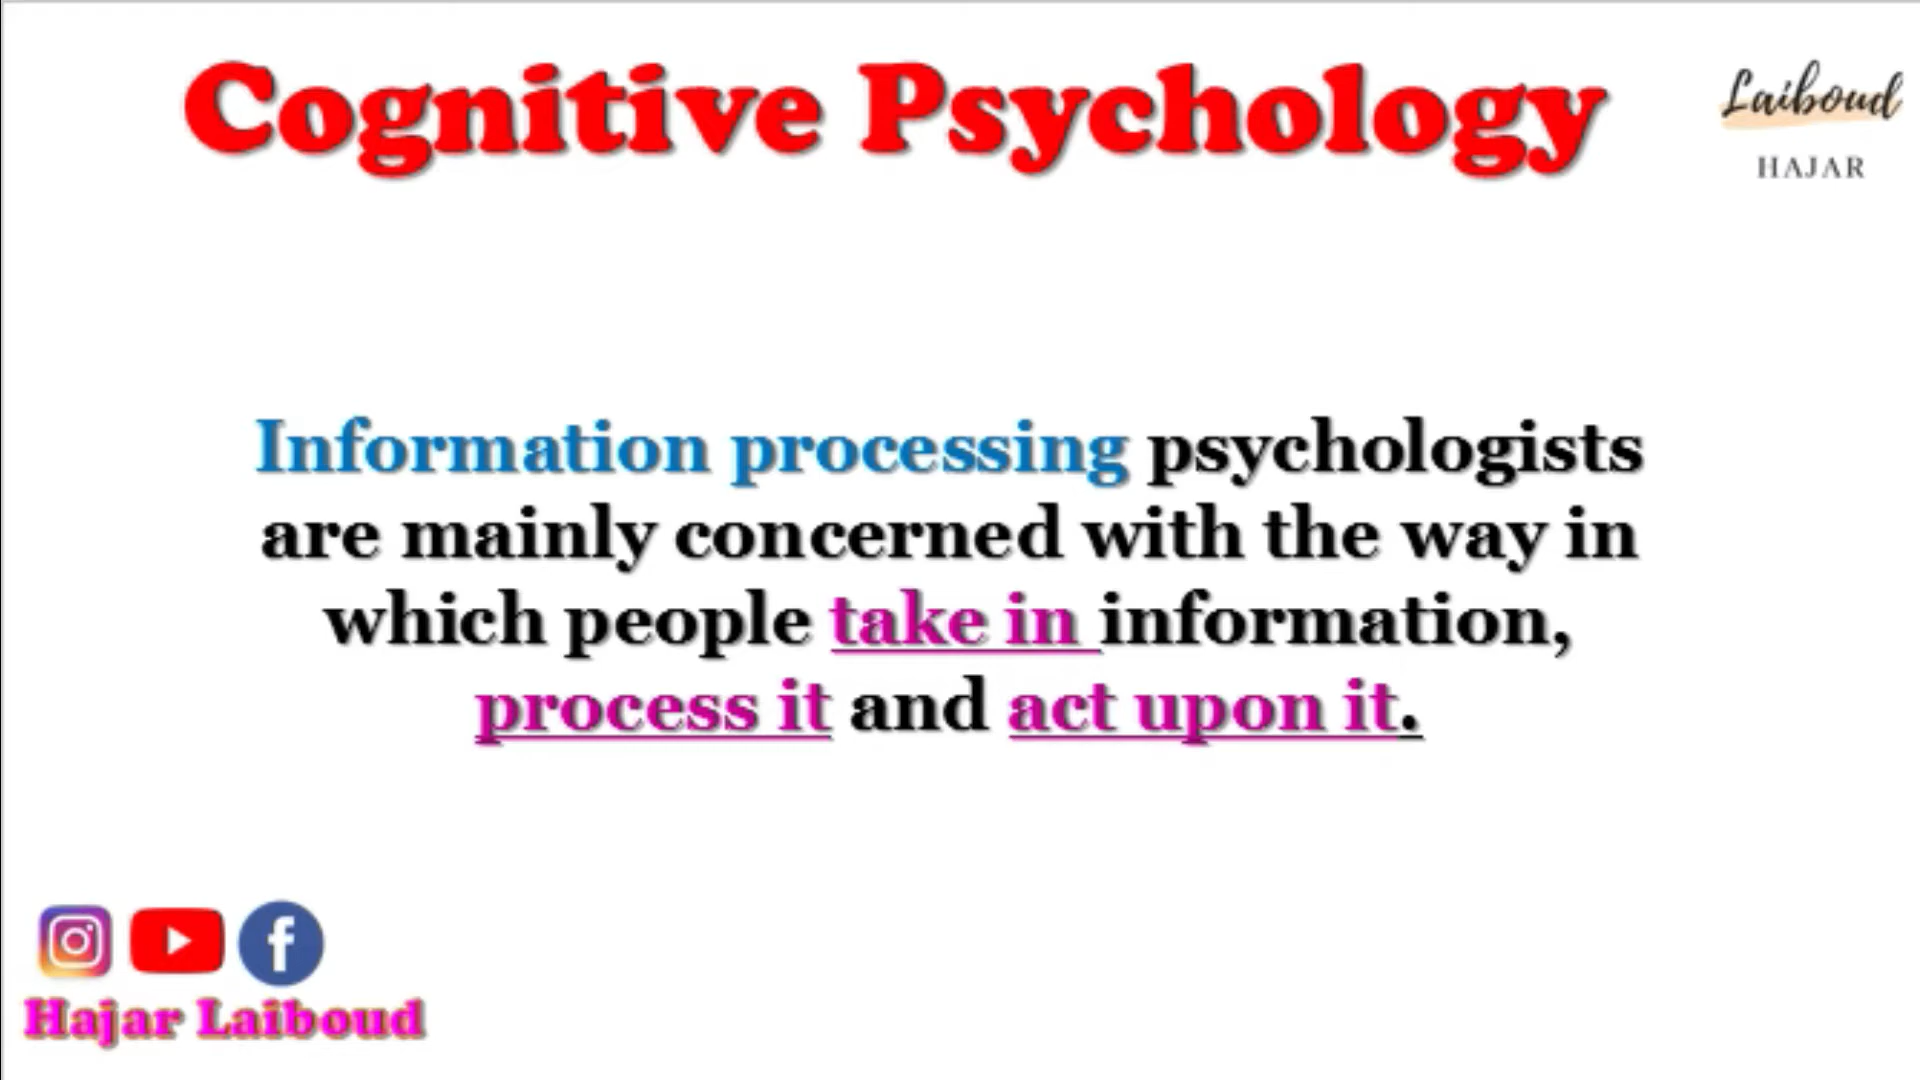 Cognitive Psychology
Laiboud
HAJAR
Information processing psychologists
are mainly concerned with the way in
which people take in information,
process it and act upon it.
Hajar Laiboud